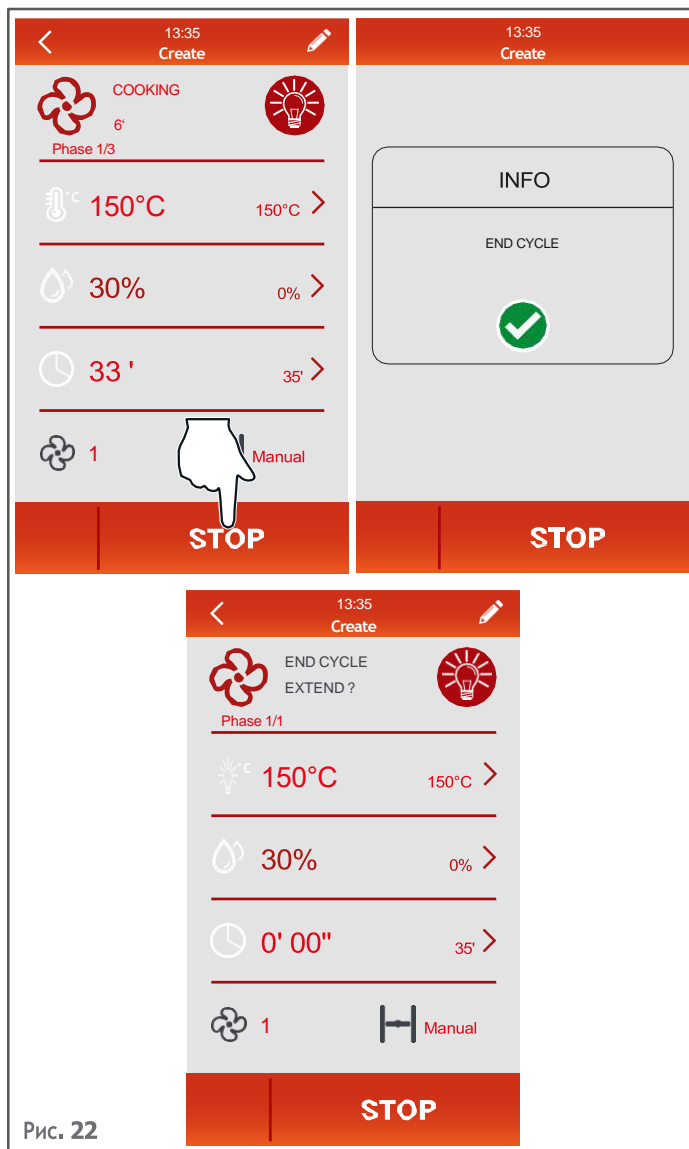 13:35
Create
COOKING
6'
Phase 1/3
°C 150°C 150°C
30% 0%
33 ' 35'
1 Manual
STOP
13:35
Create
INFO
END CYCLE
STOP
13:35
Create
END CYCLE
EXTEND ?
Phase 1/1
°C 150°C 150°C
30% 0%
0' 00" 35'
1 Manual
STOP
Рис. 22